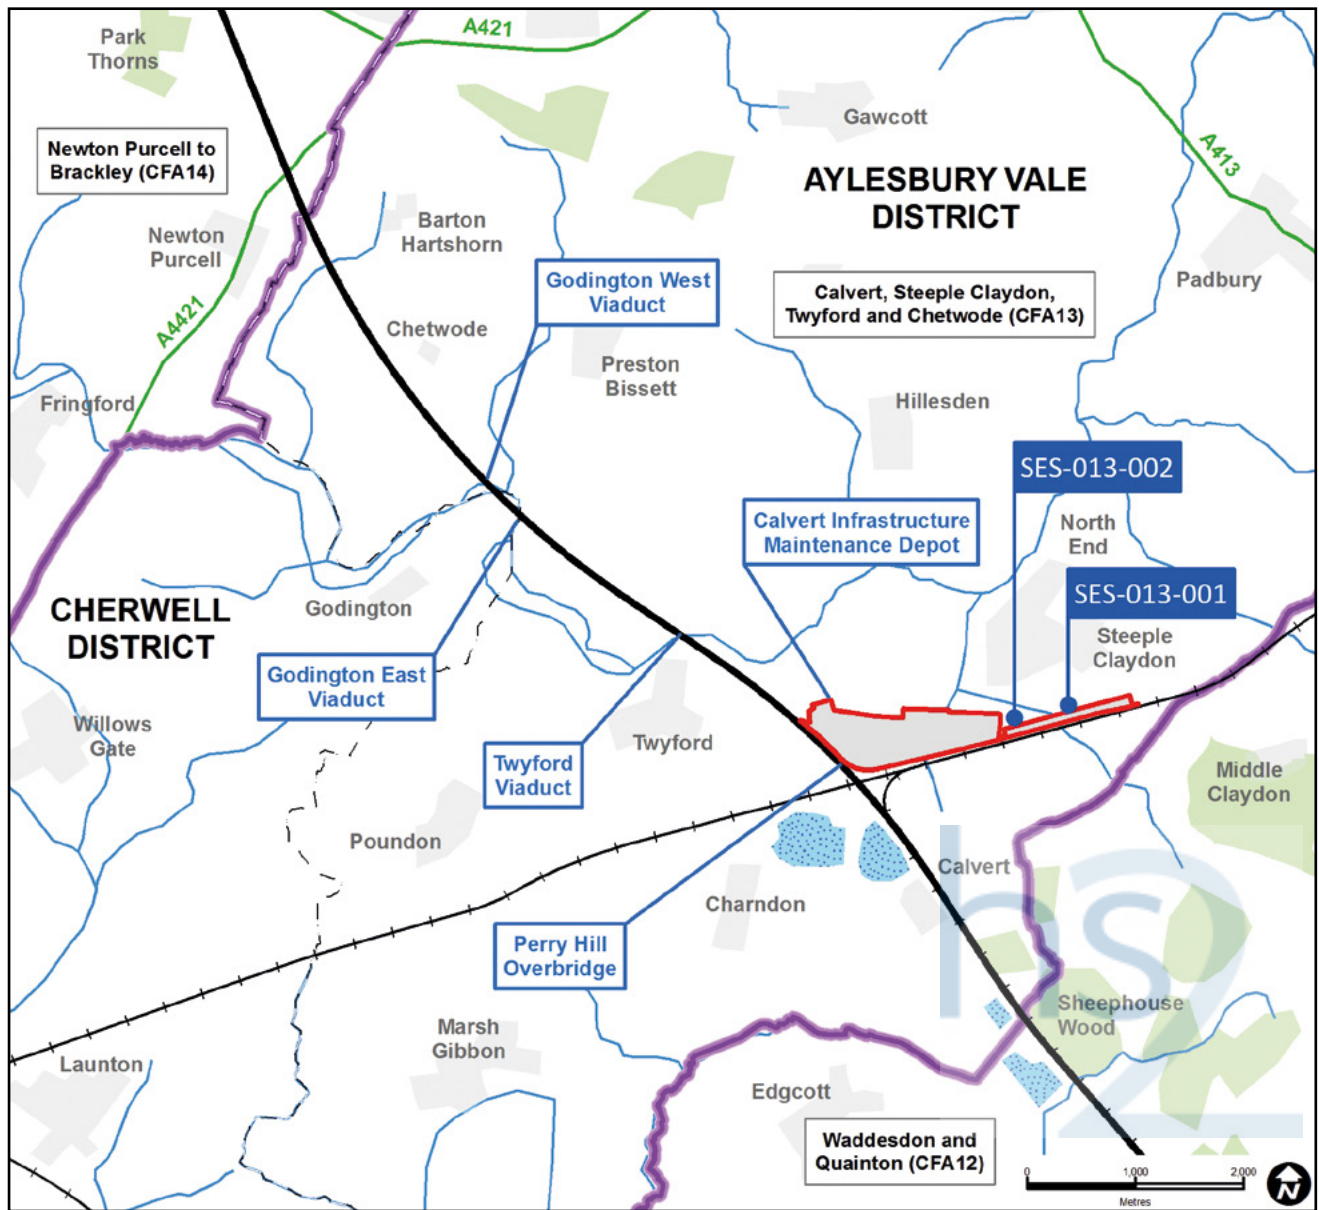 A421
Park
Thorns
Gawcott
A413
Newton Purcell to
Brackley (CFA14)
AYLESBURY VALE
DISTRICT
Barton
Hartshorn
Newton
Purcell
Padbury
Godington West
Viaduct
Calvert, Steeple Claydon,
Twyford and Chetwode (CFA13)
A4421
Chetwode
Preston
Bissett
Fringford
Hillesden
SES-013-002
Calvert Infrastructure
Maintenance Depot
North
End
SES-013-001
CHERWELL
DISTRICT
Godington
Steeple
Claydon
Godington East
Viaduct
Willows
Gate
Twyford
Twyford
Viaduct
Middle
Claydon
Poundon
Calvert
Charndon
Perry Hill
Overbridge
hs2
Sheephouse
Wood
Marsh
Gibbon
Launton
Edgcott
Waddesdon and
Quainton (CFA12)
0 1,000 2,000
Metres
N